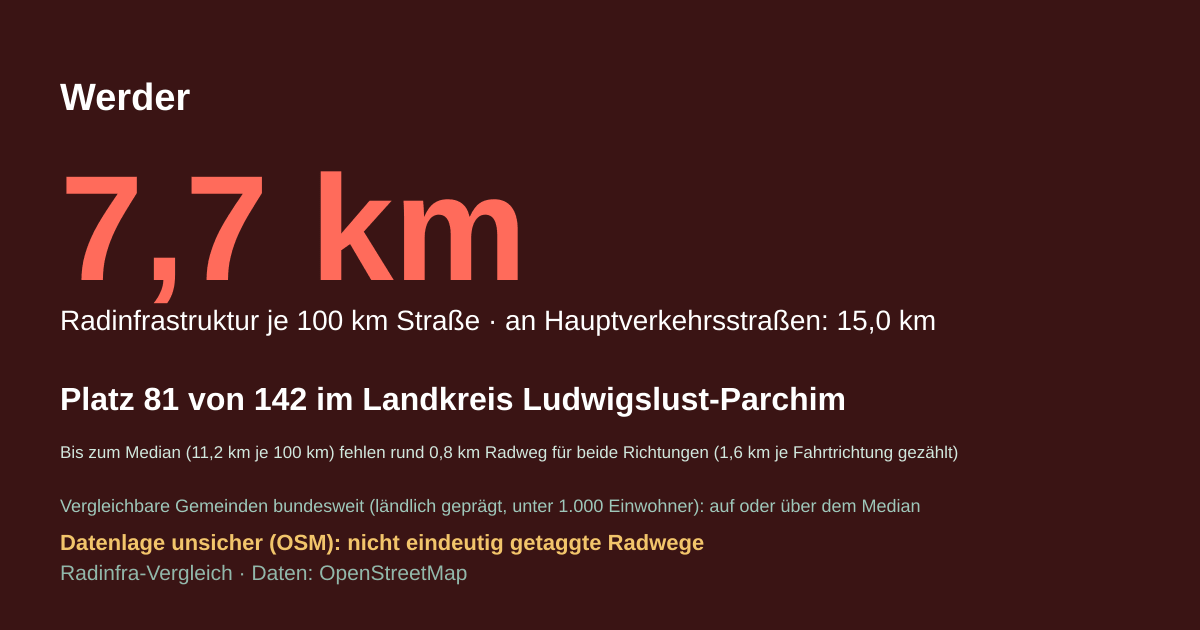 Werder
7,7 km
Radinfrastruktur je 100 km Straße · an Hauptverkehrsstraßen: 15,0 km
Platz 81 von 142 im Landkreis Ludwigslust-Parchim
Bis zum Median (11,2 km je 100 km) fehlen rund 0,8 km Radweg für beide Richtungen (1,6 km je Fahrtrichtung gezählt)
Vergleichbare Gemeinden bundesweit (ländlich geprägt, unter 1.000 Einwohner): auf oder über dem Median
Datenlage unsicher (OSM): nicht eindeutig getaggte Radwege
Radinfra-Vergleich · Daten: OpenStreetMap